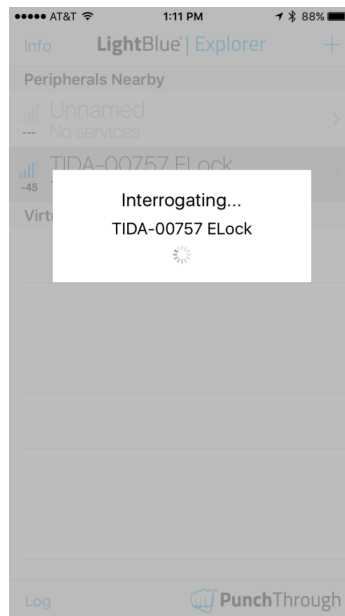 AT&T 1:11 PM 88%
Info LightBlue | Explorer +
Peripherals Nearby
Unnamed
--- No services
TIDA-00757 ELock
-45
Interrogating...
TIDA-00757 ELock
Virt
Log PunchThrough